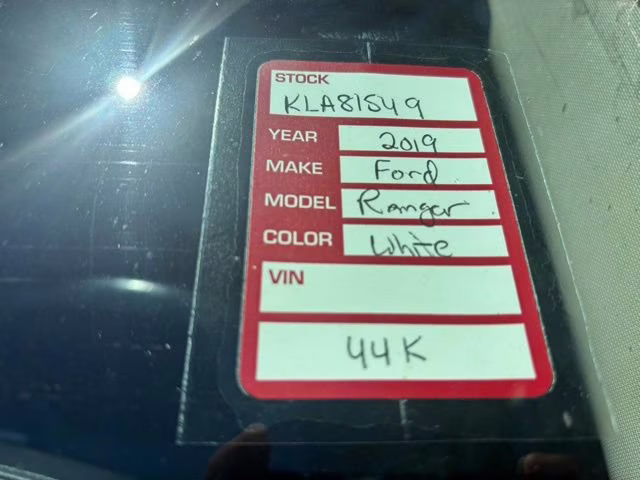 STOCK
KLA81549
YEAR 2019
MAKE Ford
MODEL Ranger
COLOR White
VIN
44K